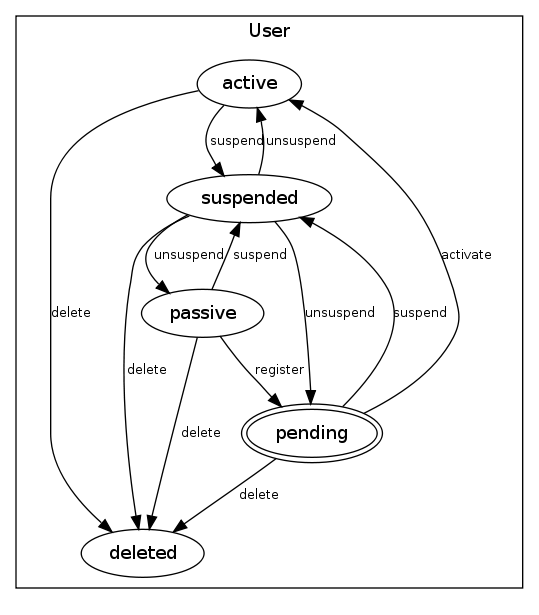 User
active
suspend
unsuspend
suspended
unsuspend
suspend
activate
delete
unsuspend
suspend
passive
delete
register
delete
pending
delete
deleted